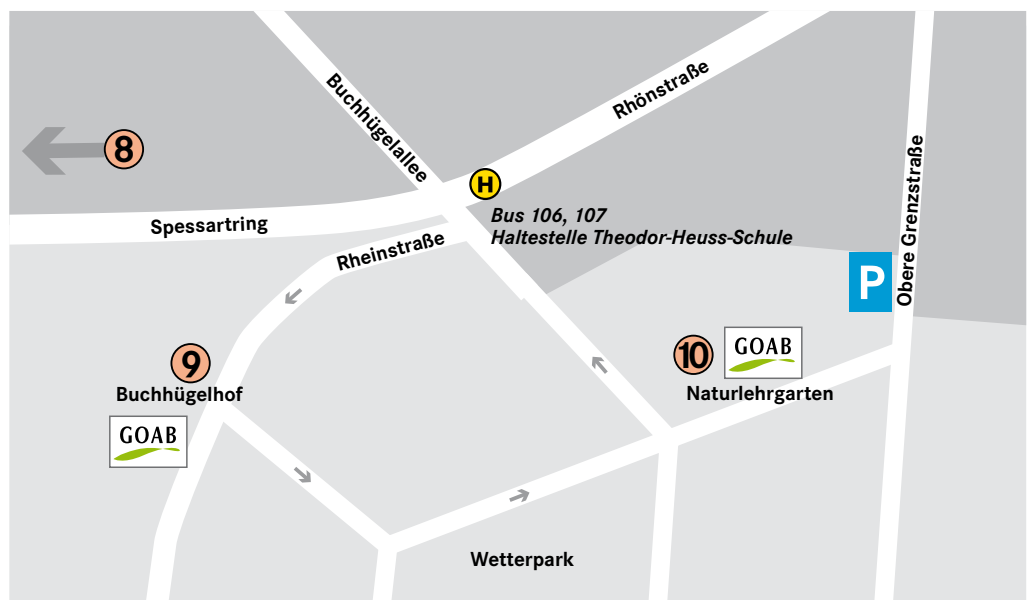 Buchhügelallee
Rhönstraße
8
H
Bus 106, 107
Haltestelle Theodor-Heuss-Schule
Spessartring
Rheinstraße
Obere Grenzstraße
P
9
Buchhügelhof
GOAB
10
GOAB
Naturlehrgarten
Wetterpark